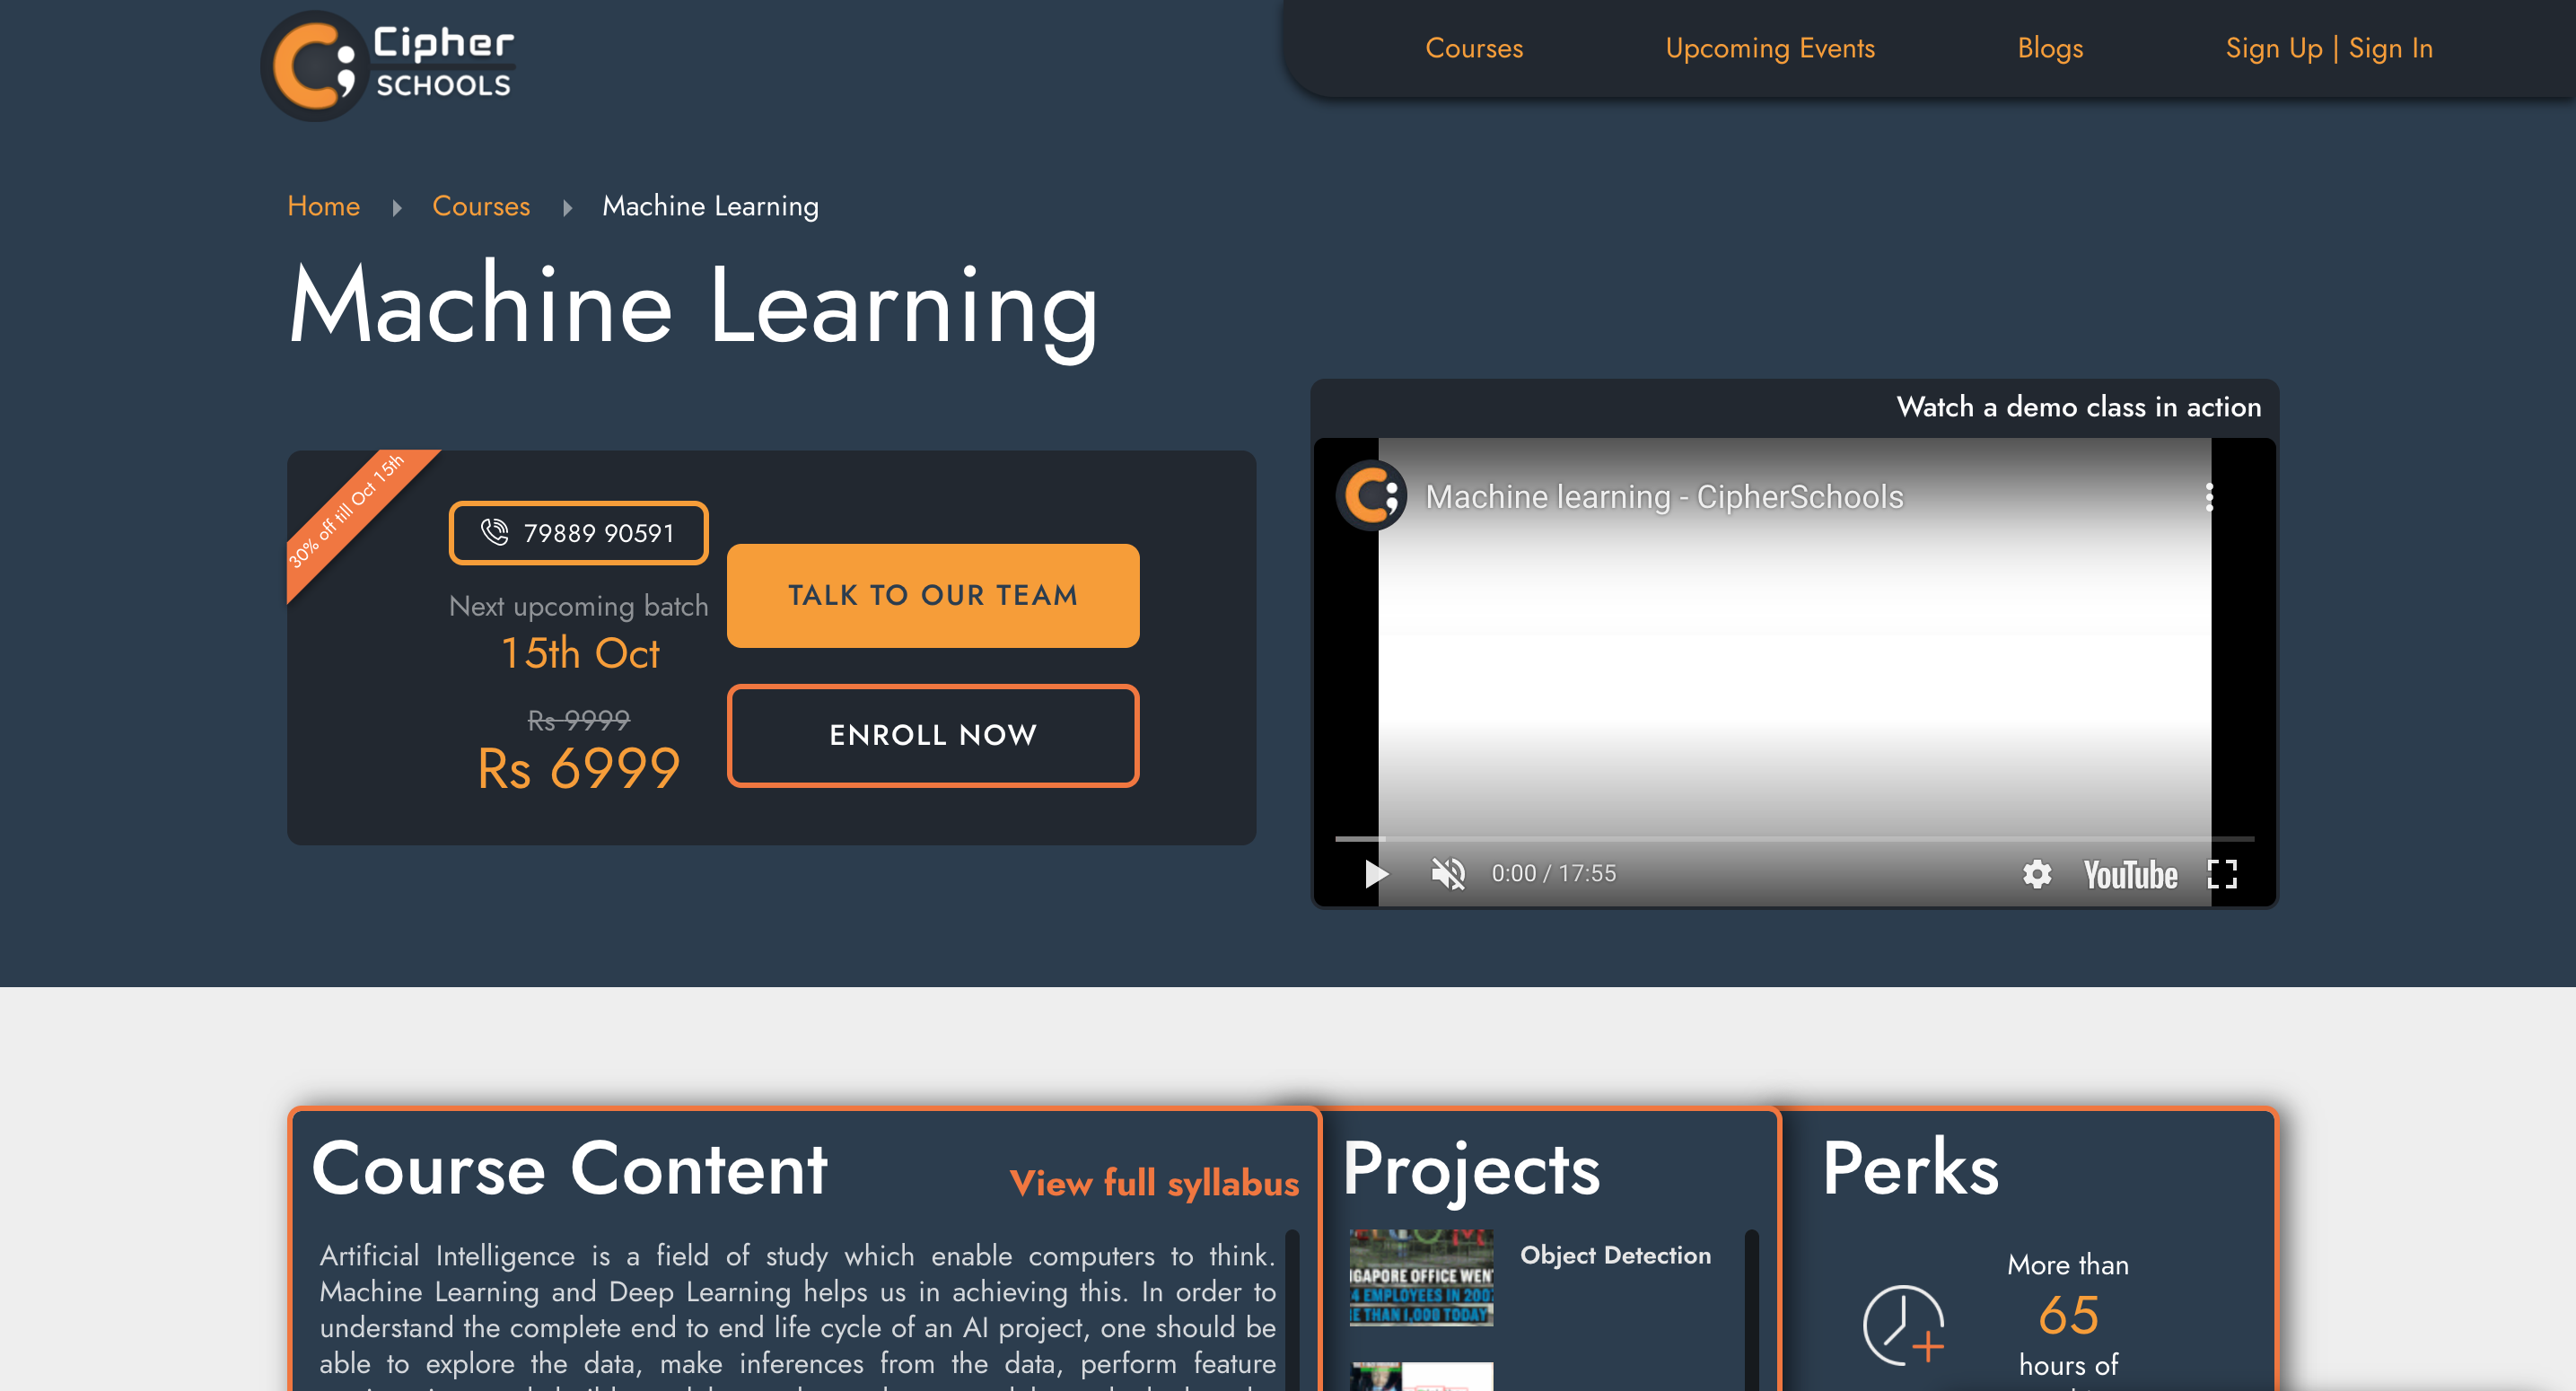 Cipher
SCHOOLS
Courses
Upcoming Events
Blogs
Sign Up | Sign In
Home
Courses
Machine Learning
Machine Learning
30% off till Oct 15th
79889 90591
Next upcoming batch
15th Oct
Rs 9999
Rs 6999
TALK TO OUR TEAM
ENROLL NOW
Watch a demo class in action
Machine learning - CipherSchools
0:00 / 17:55
YouTube
Course Content
View full syllabus
Artificial Intelligence is a field of study which enable computers to think.
Machine Learning and Deep Learning helps us in achieving this. In order to
understand the complete end to end life cycle of an AI project, one should be
able to explore the data, make inferences from the data, perform feature
Projects
GAPORE OFFICE WEN
4 EMPLOYEES IN 200
E THAN 1,000 TODAY
Object Detection
Perks
More than
65
hours of